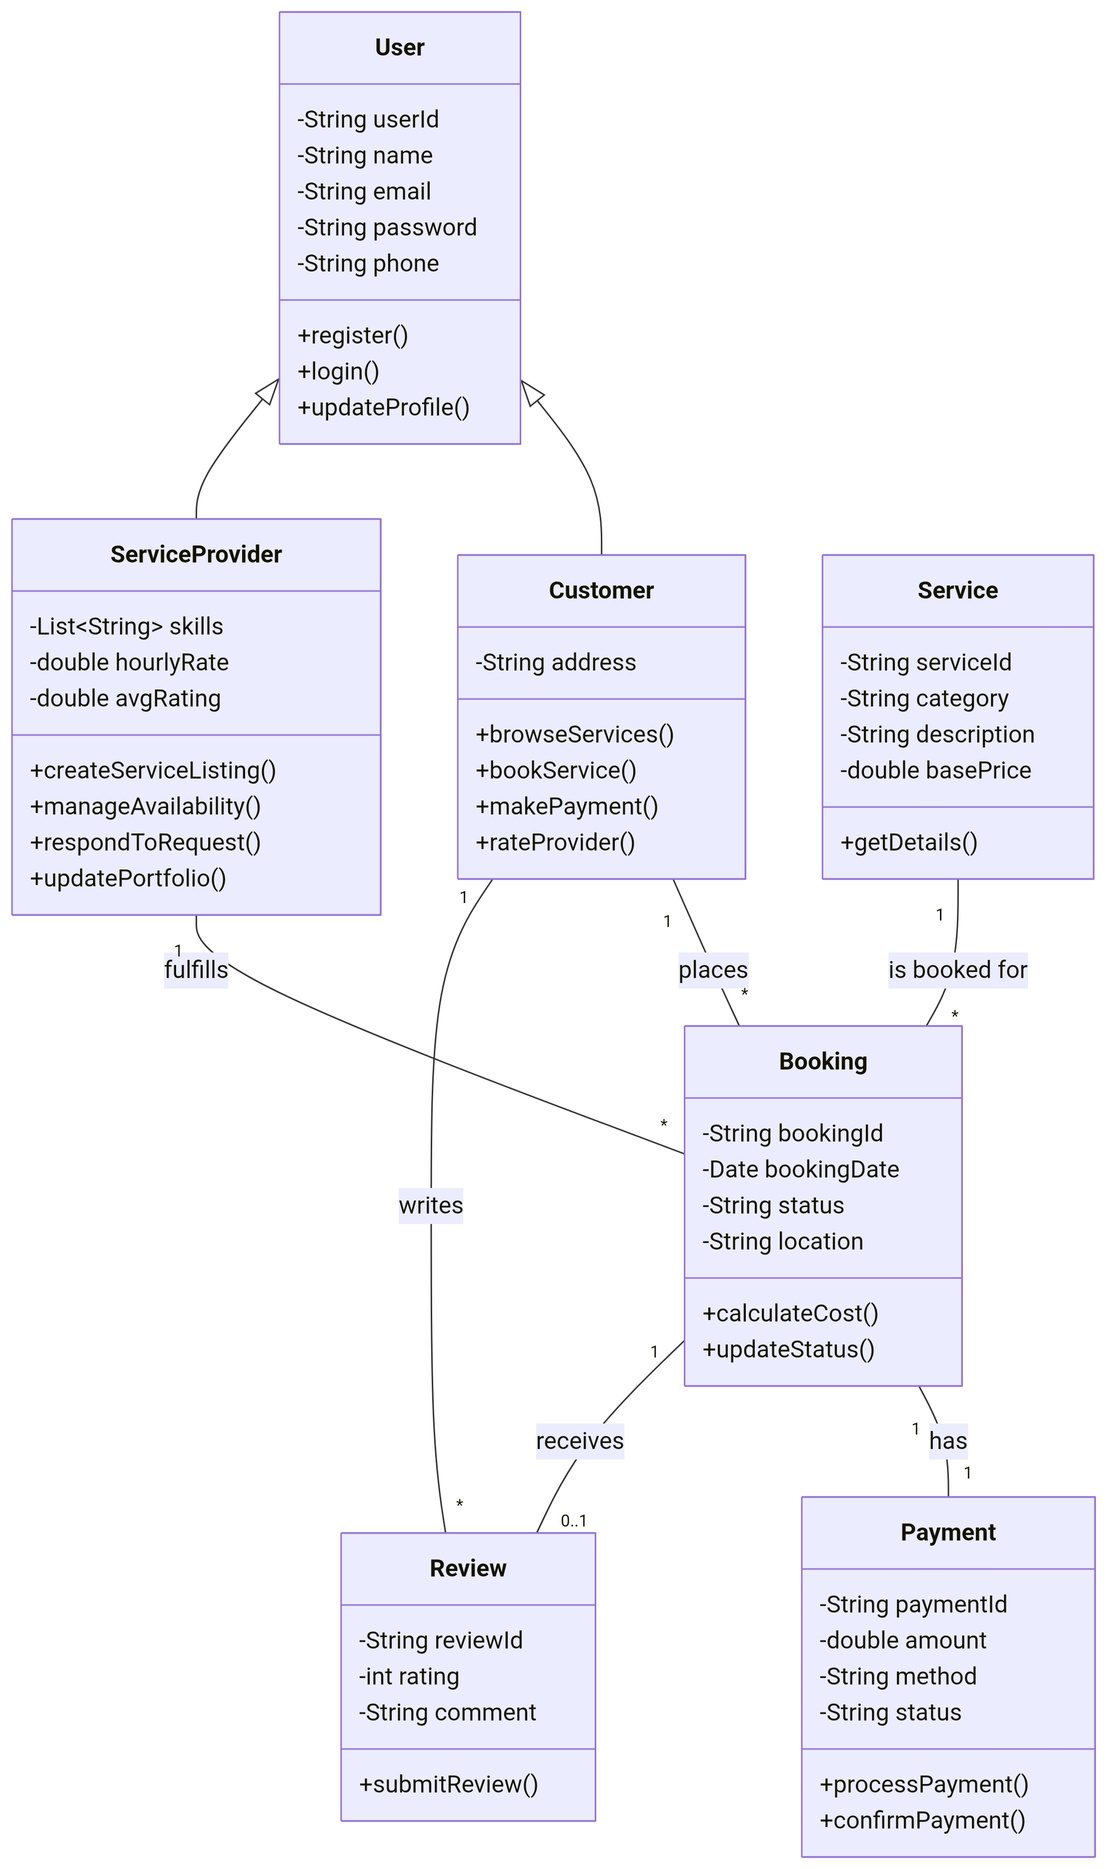 User
-String userId
-String name
-String email
-String password
-String phone
+register()
+login()
+updateProfile()
ServiceProvider
-List<String> skills
-double hourlyRate
-double avgRating
+createServiceListing()
+manageAvailability()
+respondToRequest()
+updatePortfolio()
Customer
-String address
+browseServices()
+bookService()
+makePayment()
+rateProvider()
Service
-String serviceId
-String category
-String description
-double basePrice
+getDetails()
1
fulfills
*
1
writes
*
1
places
*
1
is booked for
*
Booking
-String bookingId
-Date bookingDate
-String status
-String location
+calculateCost()
+updateStatus()
1
receives
0..1
1
has
1
Review
-String reviewId
-int rating
-String comment
+submitReview()
Payment
-String paymentId
-double amount
-String method
-String status
+processPayment()
+confirmPayment()